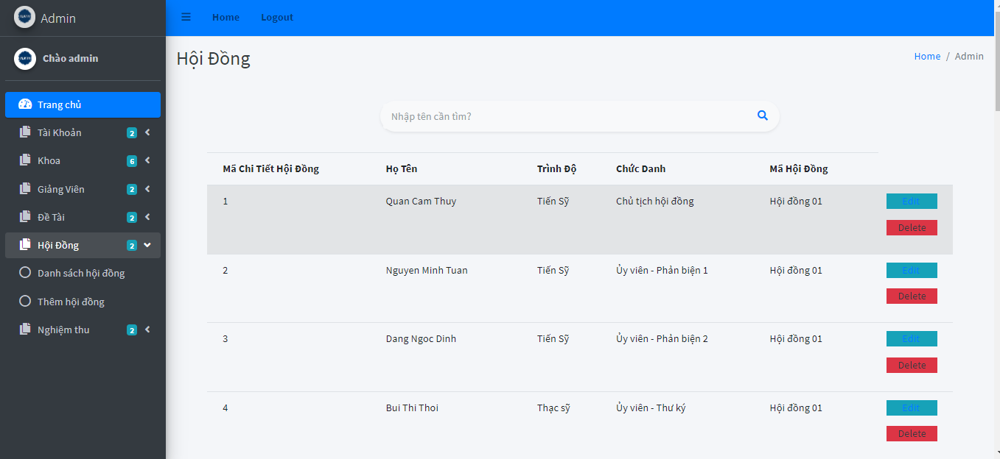 Admin
Home Logout
Chào admin
Hội Đồng
Home / Admin
Trang chủ
Tài Khoản 2
Khoa 6
Giảng Viên 2
Đề Tài 2
Hội Đồng 2
Danh sách hội đồng
Thêm hội đồng
Nghiệm thu 2
Nhập tên cần tìm?
Mã Chi Tiết Hội Đồng Họ Tên Trình Độ Chức Danh Mã Hội Đồng
1 Quan Cam Thuy Tiến Sỹ Chủ tịch hội đồng Hội đồng 01 Edit
Delete
2 Nguyen Minh Tuan Tiến Sỹ Ủy viên - Phản biện 1 Hội đồng 01 Edit
Delete
3 Dang Ngoc Dinh Tiến Sỹ Ủy viên - Phản biện 2 Hội đồng 01 Edit
Delete
4 Bui Thi Thoi Thạc sỹ Ủy viên - Thư ký Hội đồng 01 Edit
Delete